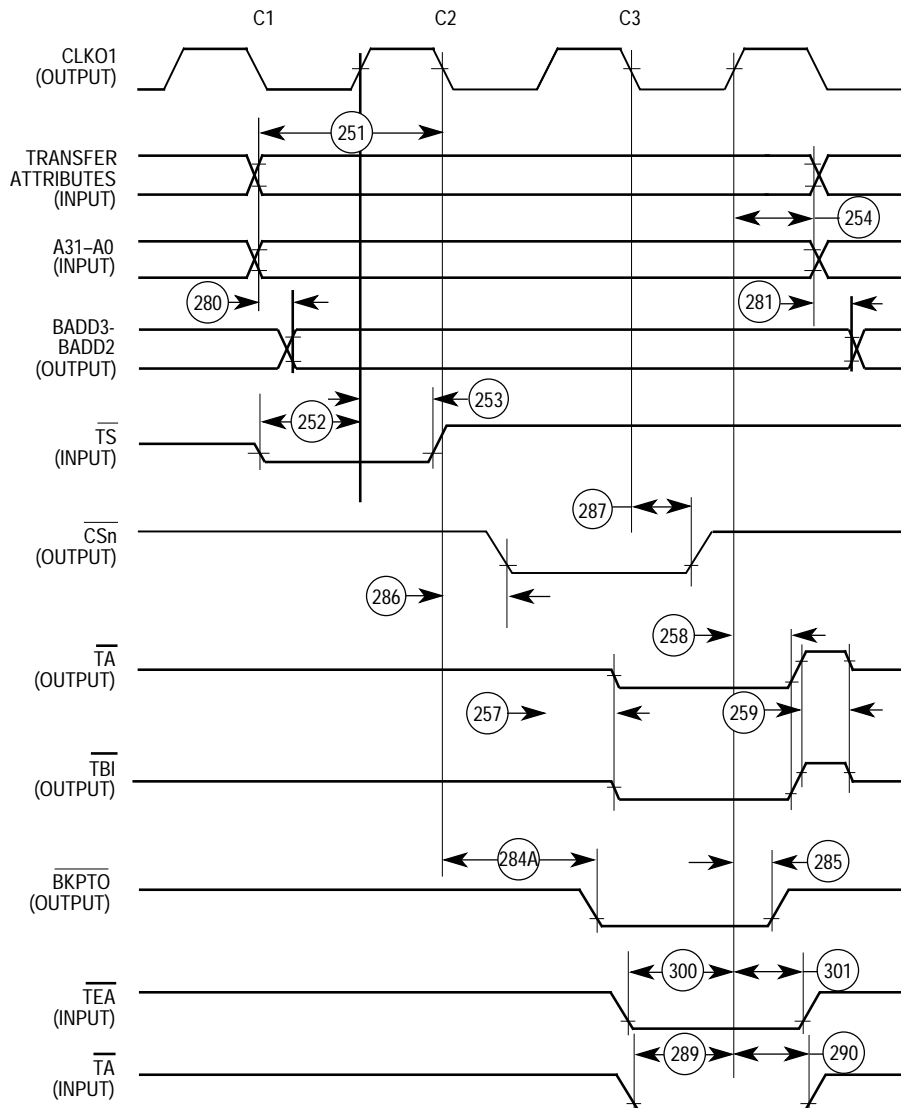 C1 C2 C3
CLKO1
(OUTPUT)
251
TRANSFER
ATTRIBUTES
(INPUT)
254
A31–A0
(INPUT)
280 281
BADD3-
BADD2
(OUTPUT)
253
252
TS
(INPUT)
287
CSn
(OUTPUT)
286
258
TA
(OUTPUT)
257 259
TBI
(OUTPUT)
284A 285
BKPTO
(OUTPUT)
300 301
TEA
(INPUT)
289 290
TA
(INPUT)